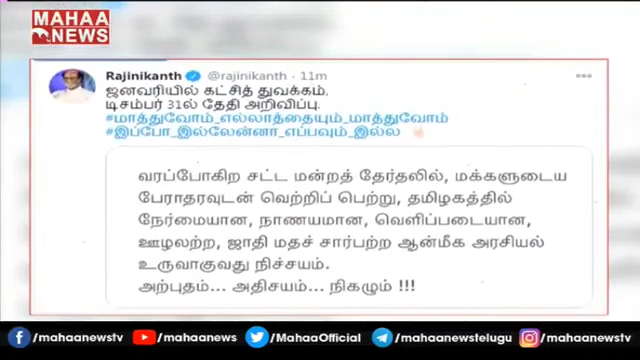 MAHAA
NEWS
Rajinikanth @rajinikanth · 11m
ஜனவரியில் கட்சித் துவக்கம்,
டிசம்பர் 31ல் தேதி அறிவிப்பு.
#மாத்துவோம்_எல்லாத்தையும்_மாத்துவோம்
#இப்போ_இல்லேன்னா_எப்பவும்_இல்ல 🤘🏻
வரப்போகிற சட்ட மன்றத் தேர்தலில், மக்களுடைய
பேராதரவுடன் வெற்றிப் பெற்று, தமிழகத்தில்
நேர்மையான, நாணயமான, வெளிப்படையான,
ஊழலற்ற, ஜாதி மதச் சார்பற்ற ஆன்மீக அரசியல்
உருவாகுவது நிச்சயம்.
அற்புதம்... அதிசயம்... நிகழும் !!!
/mahaanewstv /mahaanews /MahaaOfficial /mahaanewstelugu /mahaanewstv